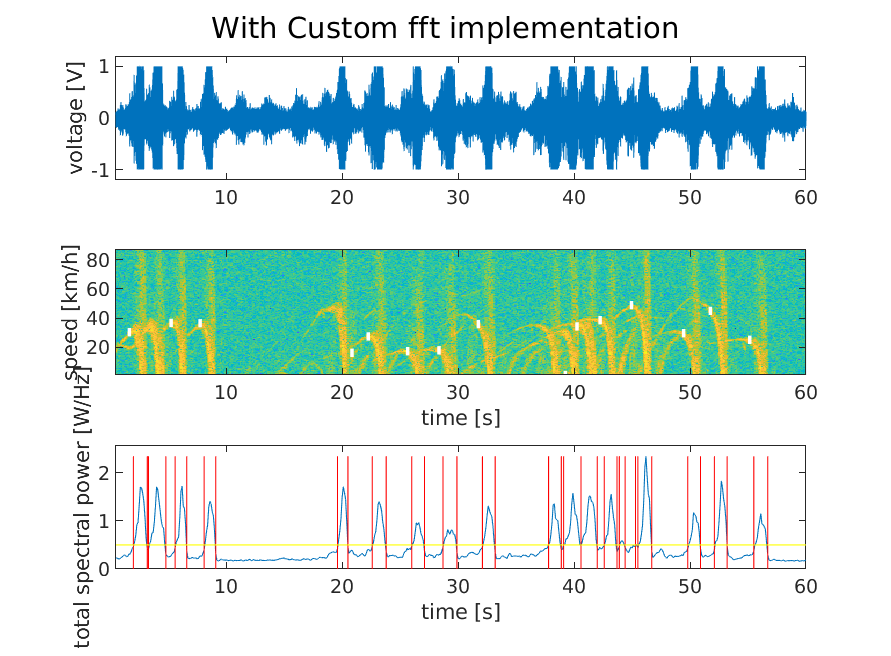 With Custom fft implementation
voltage [V]
1
0
-1
10 20 30 40 50 60
speed [km/h]
80
60
40
20
10 20 30 40 50 60
time [s]
total spectral power [W/Hz]
2
1
0
10 20 30 40 50 60
time [s]